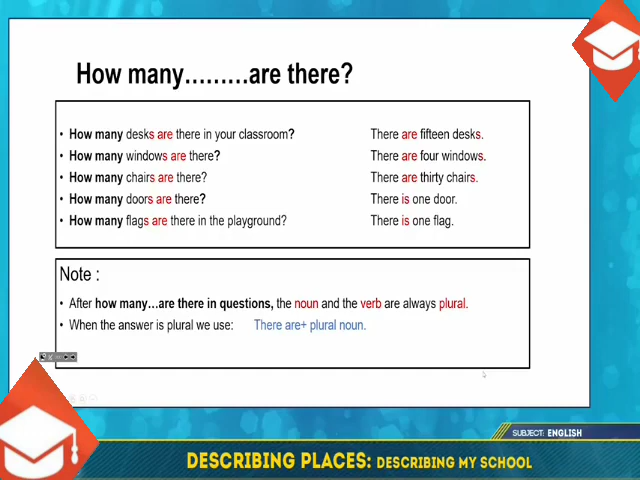 How many………are there?
• How many desks are there in your classroom? There are fifteen desks.
• How many windows are there? There are four windows.
• How many chairs are there? There are thirty chairs.
• How many doors are there? There is one door.
• How many flags are there in the playground? There is one flag.
Note :
• After how many…are there in questions, the noun and the verb are always plural.
• When the answer is plural we use: There are+ plural noun.
SUBJECT: ENGLISH
DESCRIBING PLACES: DESCRIBING MY SCHOOL